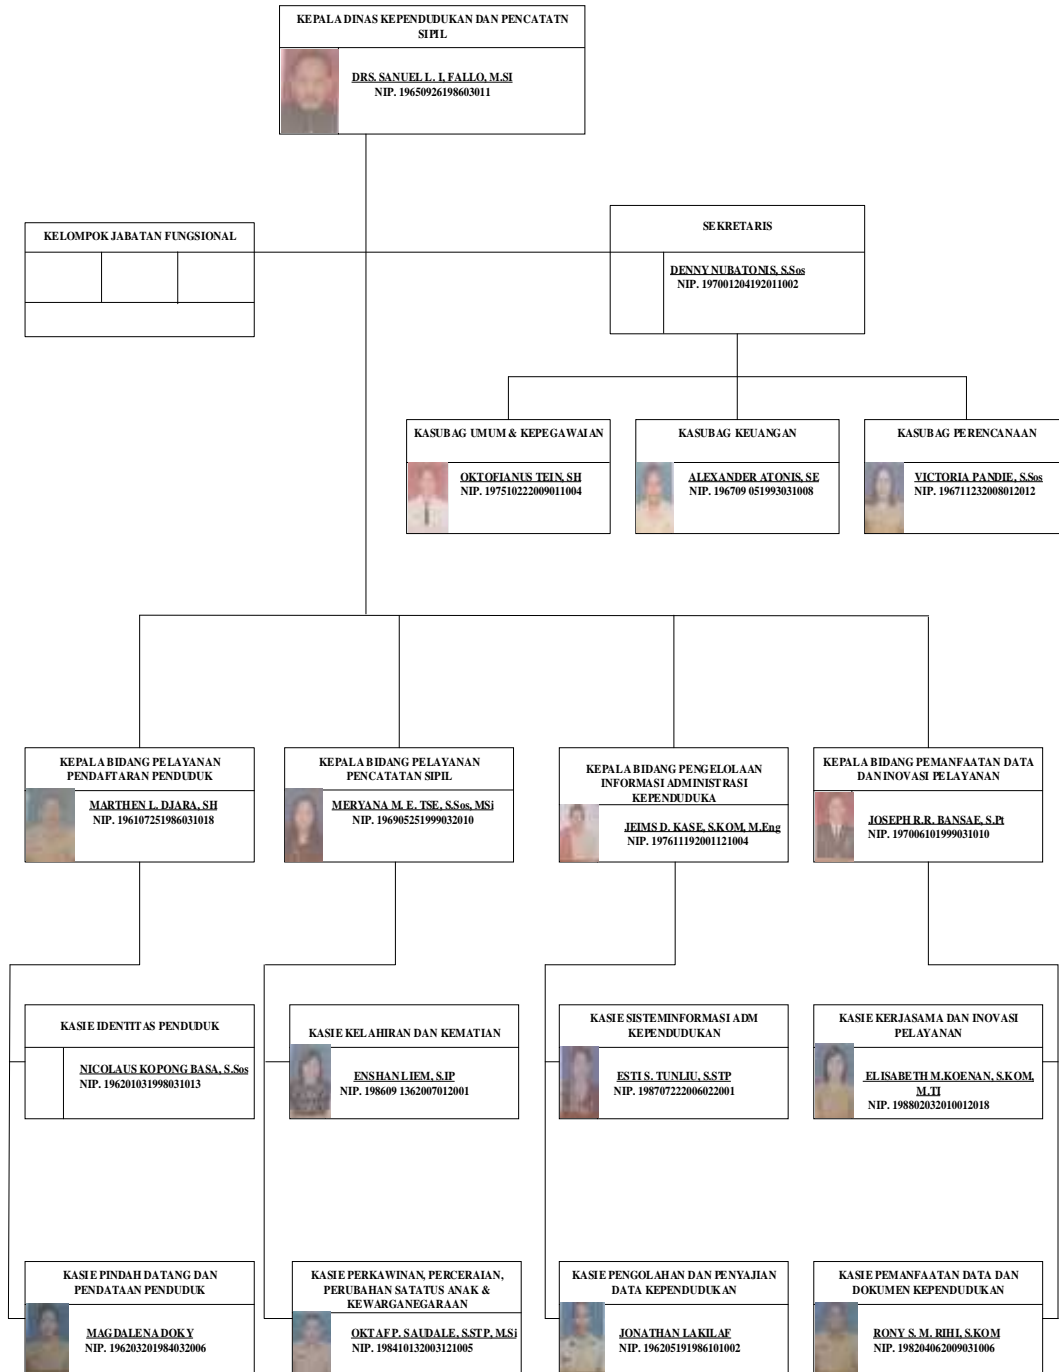 KEPALA DINAS KEPENDUDUKAN DAN PENCATATN
SIPIL
DRS. SANUEL L. I, FALLO, M.SI
NIP. 19650926198603011
KELOMPOK JABATAN FUNGSIONAL
SEKRETARIS
DENNY NUBATONIS, S.Sos
NIP. 197001204192011002
KASUBAG UMUM & KEPEGAWAIAN
OKTOFIANUS TEIN, SH
NIP. 197510222009011004
KASUBAG KEUANGAN
ALEXANDER ATONIS, SE
NIP. 196709 051993031008
KASUBAG PERENCANAAN
VICTORIA PANDIE, S.Sos
NIP. 196711232008012012
KEPALA BIDANG PELAYANAN
PENDAFTARAN PENDUDUK
MARTHEN L. DJARA, SH
NIP. 196107251986031018
KEPALA BIDANG PELAYANAN
PENCATATAN SIPIL
MERYANA M. E. TSE, S.Sos, MSi
NIP. 196905251999032010
KEPALA BIDANG PENGELOLAAN
INFORMASI ADMINISTRASI
KEPENDUDUKA
JEIMS D. KASE, S.KOM, M.Eng
NIP. 197611192001121004
KEPALA BIDANG PEMANFAATAN DATA
DAN INOVASI PELAYANAN
JOSEPH R.R. BANSAE, S.Pt
NIP. 197006101999031010
KASIE IDENTITAS PENDUDUK
NICOLAUS KOPONG BASA, S.Sos
NIP. 196201031998031013
KASIE KELAHIRAN DAN KEMATIAN
ENSHAN LIEM, S.IP
NIP. 198609 1362007012001
KASIE SISTEMINFORMASI ADM
KEPENDUDUKAN
ESTI S. TUNLIU, S.STP
NIP. 198707222006022001
KASIE KERJASAMA DAN INOVASI
PELAYANAN
ELISABETH M.KOENAN, S.KOM,
M.TI
NIP. 198802032010012018
KASIE PINDAH DATANG DAN
PENDATAAN PENDUDUK
MAGDALENA DOKY
NIP. 196203201984032006
KASIE PERKAWINAN, PERCERAIAN,
PERUBAHAN SATATUS ANAK &
KEWARGANEGARAAN
OKTAF P. SAUDALE, S.STP, M.Si
NIP. 198410132003121005
KASIE PENGOLAHAN DAN PENYAJIAN
DATA KEPENDUDUKAN
JONATHAN LAKILAF
NIP. 196205191986101002
KASIE PEMANFAATAN DATA DAN
DOKUMEN KEPENDUDUKAN
RONY S. M. RIHI, S.KOM
NIP. 198204062009031006